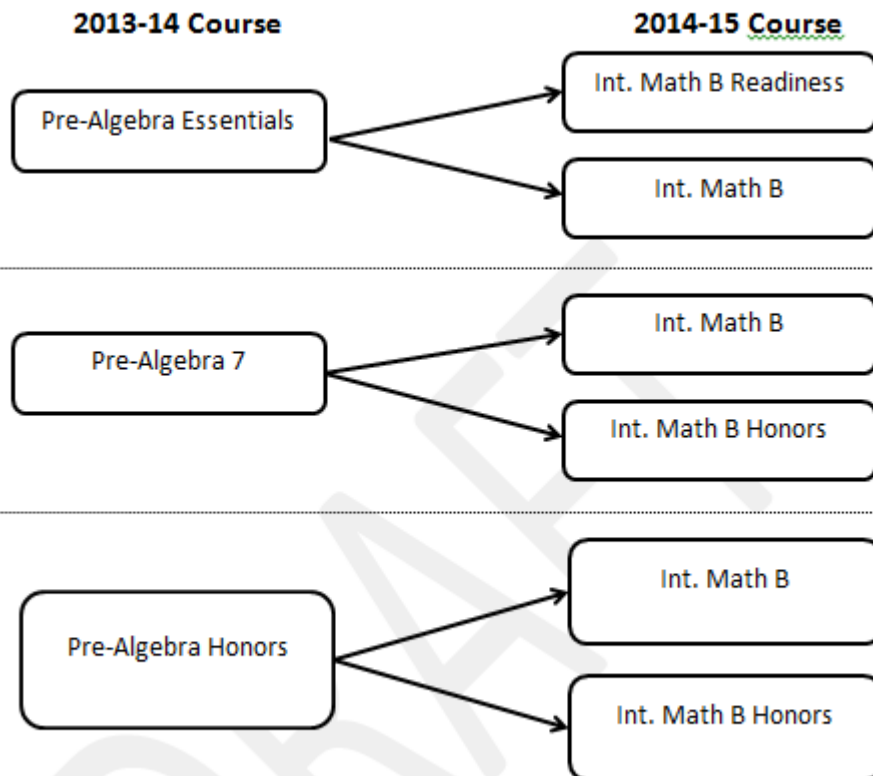 2013-14 Course
2014-15 Course
Pre-Algebra Essentials
Int. Math B Readiness
Int. Math B
Pre-Algebra 7
Int. Math B
Int. Math B Honors
Pre-Algebra Honors
Int. Math B
Int. Math B Honors
DRAFT